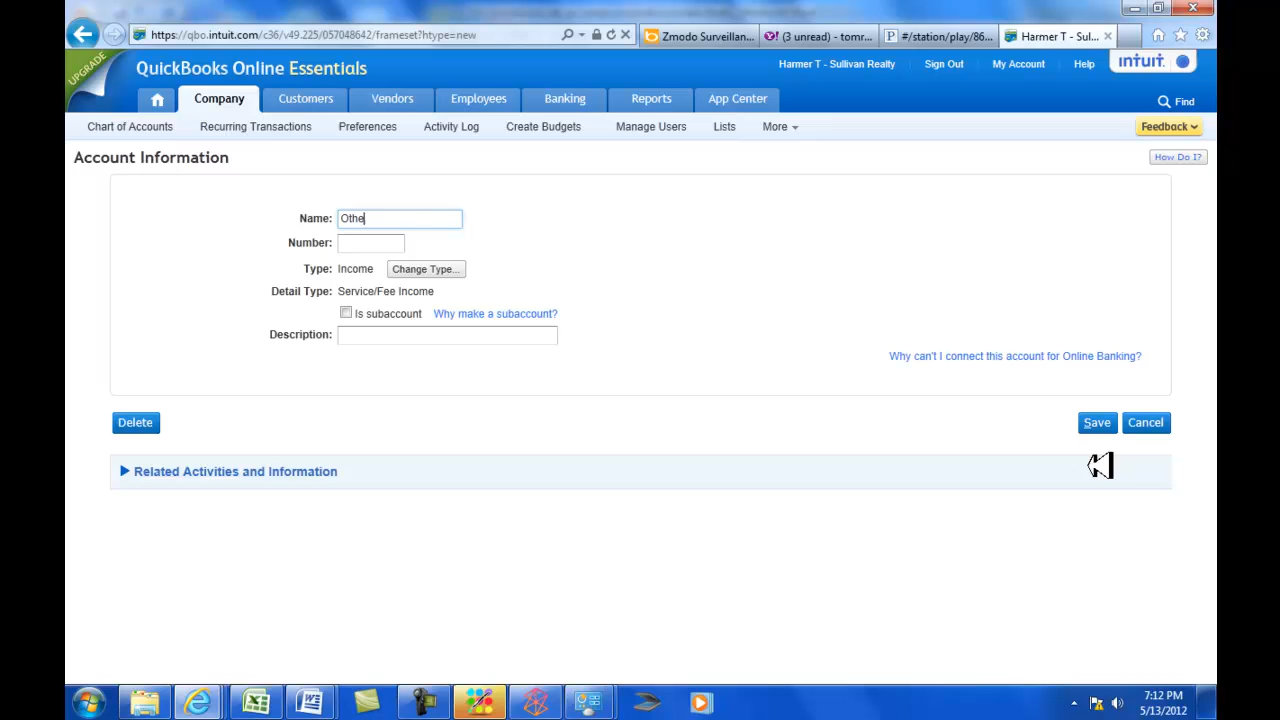 https://qbo.intuit.com/c36/v49.225/057048642/frameset?htype=new
Zmodo Surveillan...
(3 unread) - tomr...
#/station/play/86...
Harmer T - Sul...
UPGRADE
QuickBooks Online Essentials
Harmer T - Sullivan Realty
Sign Out
My Account
Help
intuit.
Company
Customers
Vendors
Employees
Banking
Reports
App Center
Find
Chart of Accounts
Recurring Transactions
Preferences
Activity Log
Create Budgets
Manage Users
Lists
More
Feedback
Account Information
How Do I?
Name: Othe
Number:
Type: Income Change Type...
Detail Type: Service/Fee Income
Is subaccount Why make a subaccount?
Description:
Why can't I connect this account for Online Banking?
Delete
Save
Cancel
Related Activities and Information
7:12 PM
5/13/2012